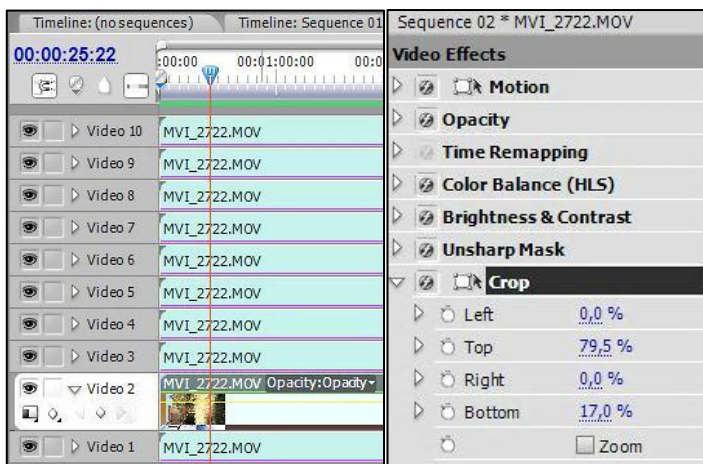 Timeline: (no sequences)
Timeline: Sequence 01
00:00:25:22
:00:00
00:01:00:00
00:0
Video 10
MVI_2722.MOV
Video 9
MVI_2722.MOV
Video 8
MVI_2722.MOV
Video 7
MVI_2722.MOV
Video 6
MVI_2722.MOV
Video 5
MVI_2722.MOV
Video 4
MVI_2722.MOV
Video 3
MVI_2722.MOV
Video 2
MVI_2722.MOV Opacity:Opacity
Video 1
MVI_2722.MOV
Sequence 02 * MVI_2722.MOV
Video Effects
Motion
Opacity
Time Remapping
Color Balance (HLS)
Brightness & Contrast
Unsharp Mask
Crop
Left 0,0 %
Top 79,5 %
Right 0,0 %
Bottom 17,0 %
Zoom